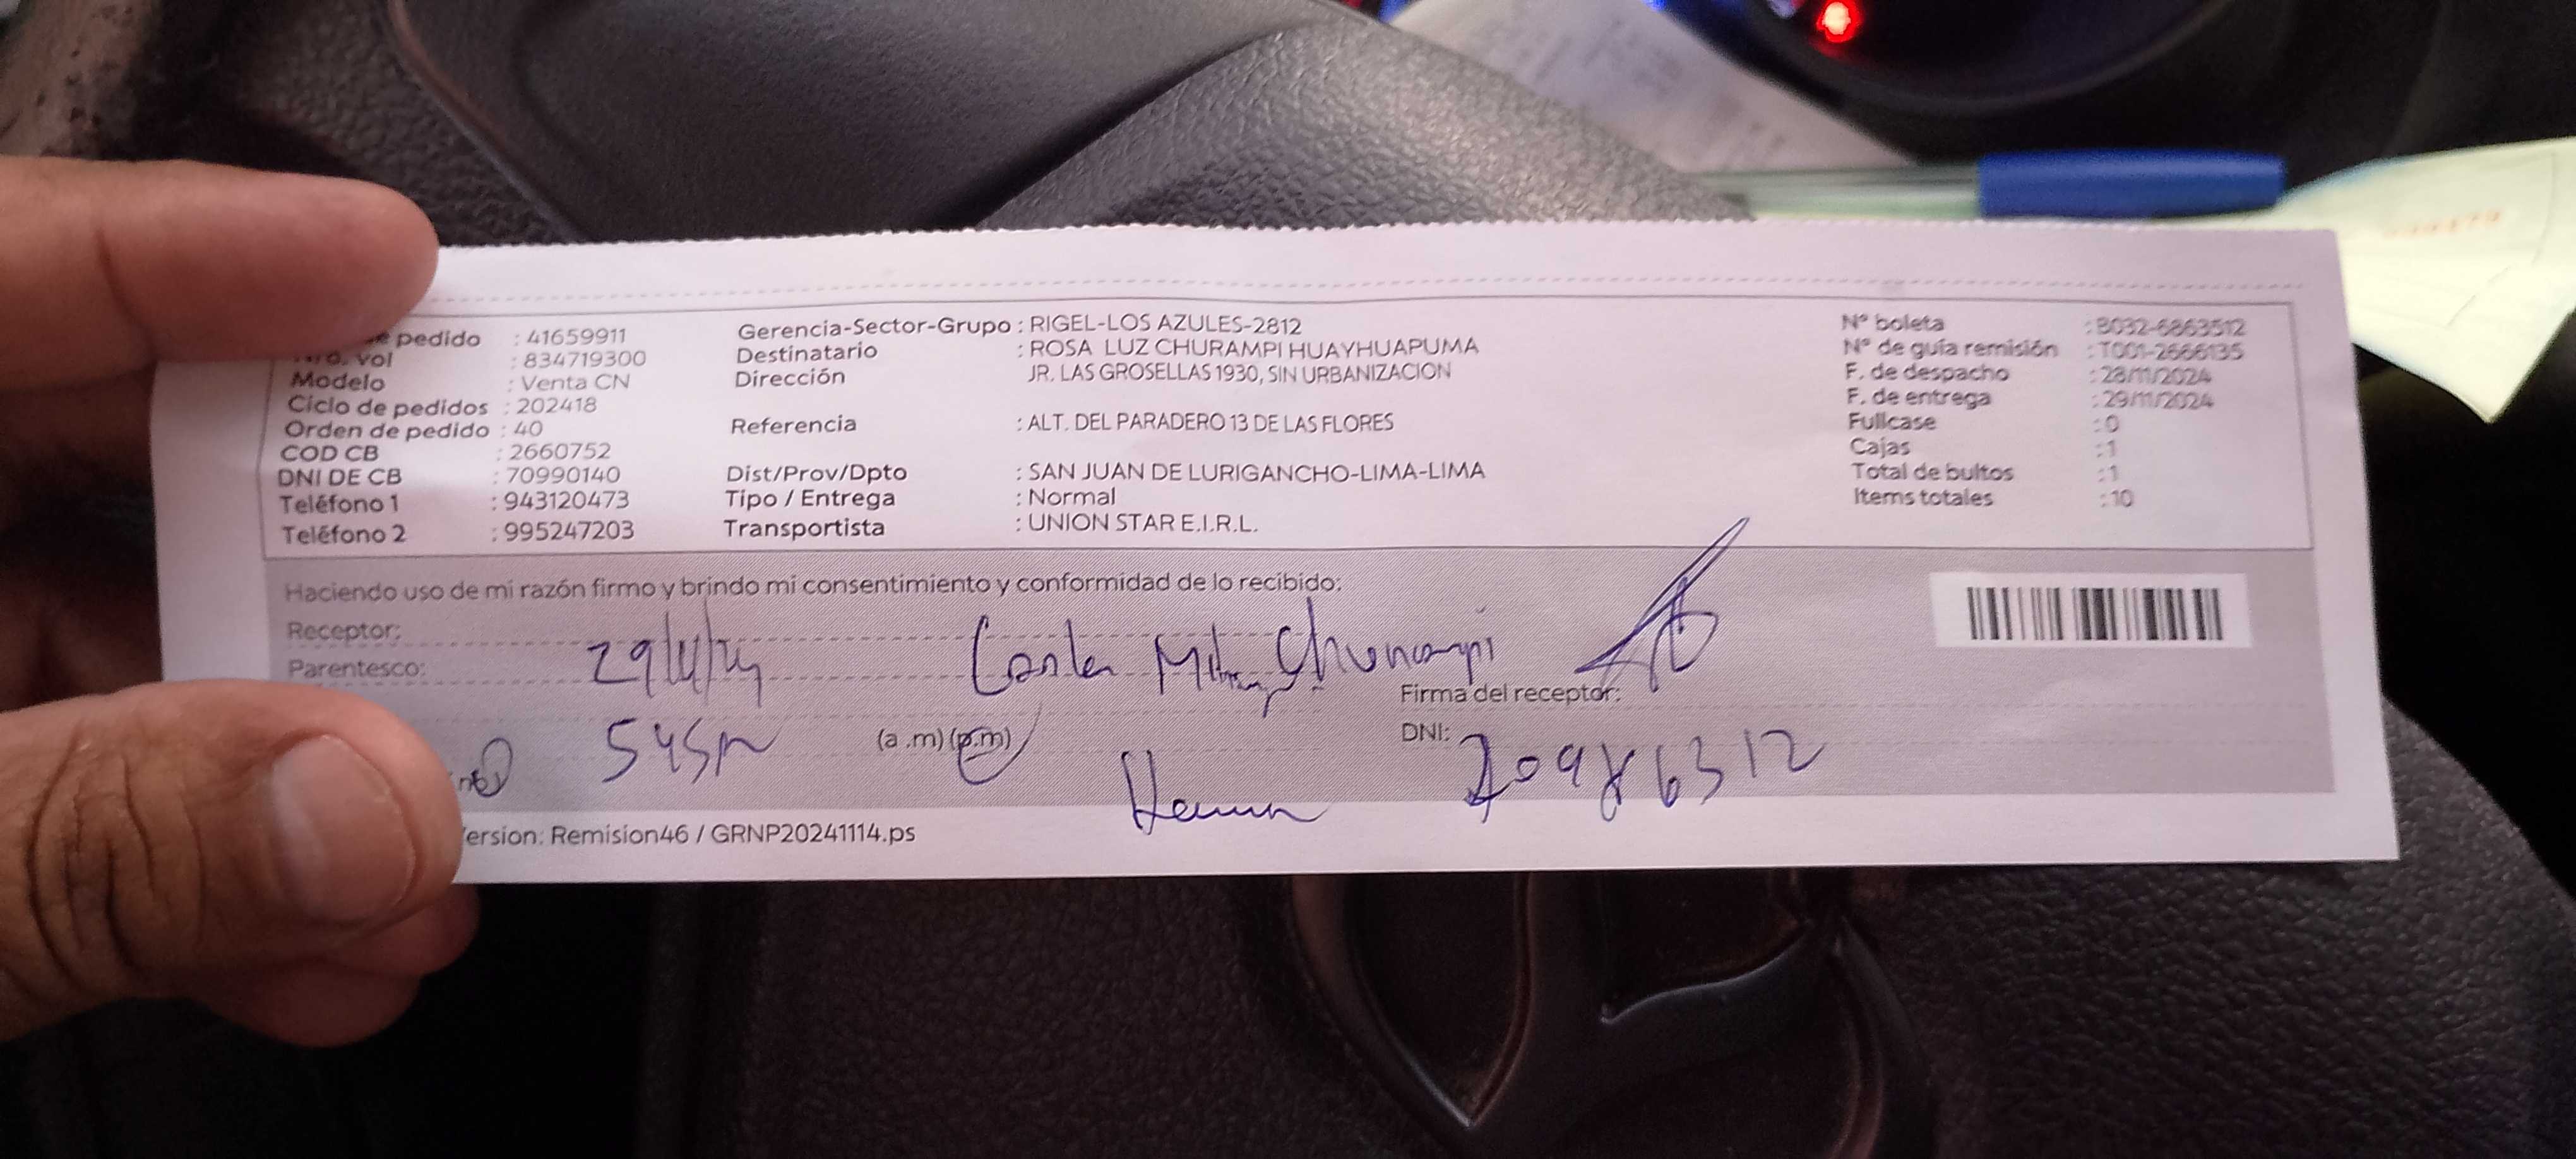 e pedido : 41659911 Gerencia-Sector-Grupo : RIGEL-LOS AZULES-2812 Nº boleta : B032-6863512
Nro. vol : 834719300 Destinatario : ROSA LUZ CHURAMPI HUAYHUAPUMA Nº de guía remisión : T001-2666135
Modelo : Venta CN Dirección JR. LAS GROSELLAS 1930, SIN URBANIZACION F. de despacho : 28/11/2024
Ciclo de pedidos : 202418 F. de entrega : 29/11/2024
Orden de pedido : 40 Referencia : ALT. DEL PARADERO 13 DE LAS FLORES Fullcase : 0
COD CB : 2660752 Cajas : 1
DNI DE CB : 70990140 Dist/Prov/Dpto : SAN JUAN DE LURIGANCHO-LIMA-LIMA Total de bultos : 1
Teléfono 1 : 943120473 Tipo / Entrega : Normal Items totales : 10
Teléfono 2 : 995247203 Transportista : UNION STAR E.I.R.L.
Haciendo uso de mi razón firmo y brindo mi consentimiento y conformidad de lo recibido:
Receptor:
Parentesco: 29/11/24 Churampi
Firma del receptor:
545p (a .m) (p.m) DNI:
ersion: Remision46 / GRNP20241114.ps